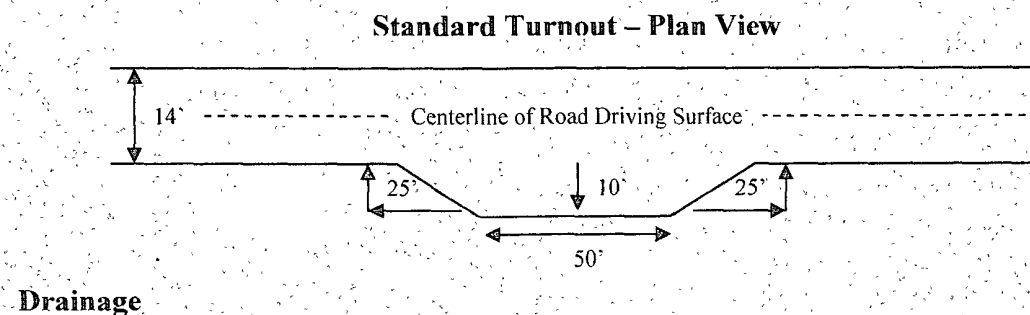 Standard Turnout – Plan View
14'
Centerline of Road Driving Surface
25'
10'
25'
50'
Drainage